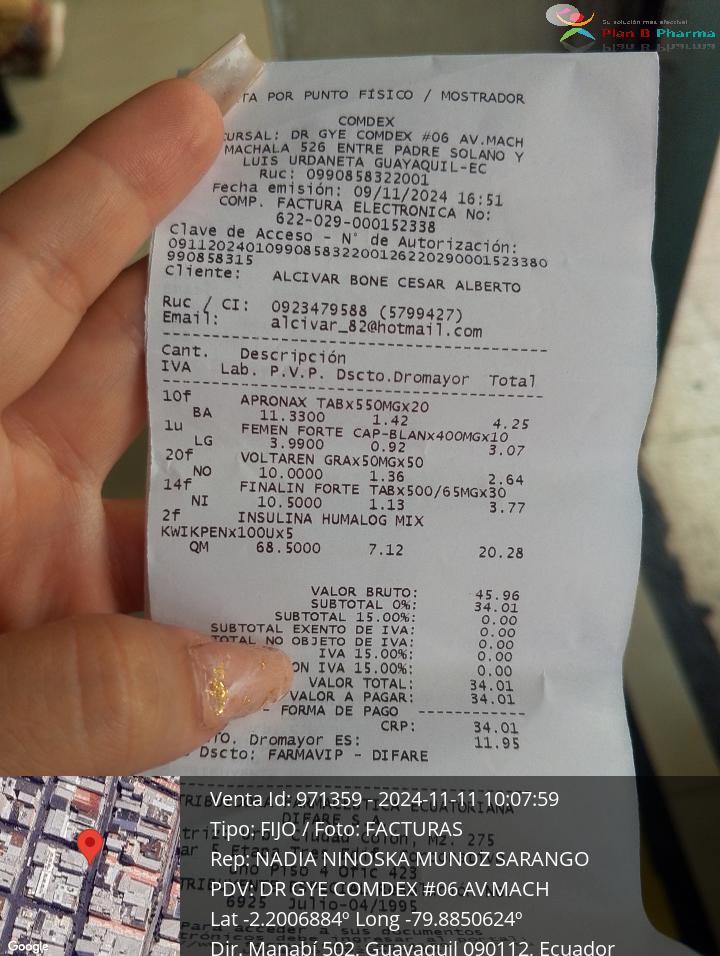 Su solución más efectiva!
Plan B Pharma
TA POR PUNTO FÍSICO / MOSTRADOR
COMDEX
URSAL: DR GYE COMDEX #06 AV.MACH
MACHALA 526 ENTRE PADRE SOLANO Y
LUIS URDANETA GUAYAQUIL-EC
Ruc: 0990858322001
Fecha emisión: 09/11/2024 16:51
COMP. FACTURA ELECTRONICA No:
622-029-000152338
Clave de Acceso - N° de Autorización:
0911202401099085832200126220290001523380
990858315
Cliente: ALCIVAR BONE CESAR ALBERTO
Ruc / CI: 0923479588 (5799427)
Email: alcivar_82@hotmail.com
Cant. Descripción
IVA Lab. P.V.P. Dscto.Dromayor Total
10f APRONAX TABx550MGx20
BA 11.3300 1.42 4.25
1u FEMEN FORTE CAP-BLANx400MGx10
LG 3.9900 0.92 3.07
20f VOLTAREN GRAx50MGx50
NO 10.0000 1.36 2.64
14f FINALIN FORTE TABx500/65MGx30
NI 10.5000 1.13 3.77
2f INSULINA HUMALOG MIX
KWIKPENx100Ux5
QM 68.5000 7.12 20.28
VALOR BRUTO: 45.96
SUBTOTAL 0%: 34.01
SUBTOTAL 15.00%: 0.00
SUBTOTAL EXENTO DE IVA: 0.00
TOTAL NO OBJETO DE IVA: 0.00
IVA 15.00%: 0.00
ON IVA 15.00%: 0.00
VALOR TOTAL: 34.01
VALOR A PAGAR: 34.01
- FORMA DE PAGO -
CRP: 34.01
TO. Dromayor ES: 11.95
Dscto: FARMAVIP - DIFARE
Venta Id: 971359 - 2024-11-11 10:07:59
Tipo: FIJO / Foto: FACTURAS
Rep: NADIA NINOSKA MUNOZ SARANGO
PDV: DR GYE COMDEX #06 AV.MACH
Lat -2.2006884º Long -79.8850624º
Dir. Manabí 502, Guayaquil 090112, Ecuador
Google